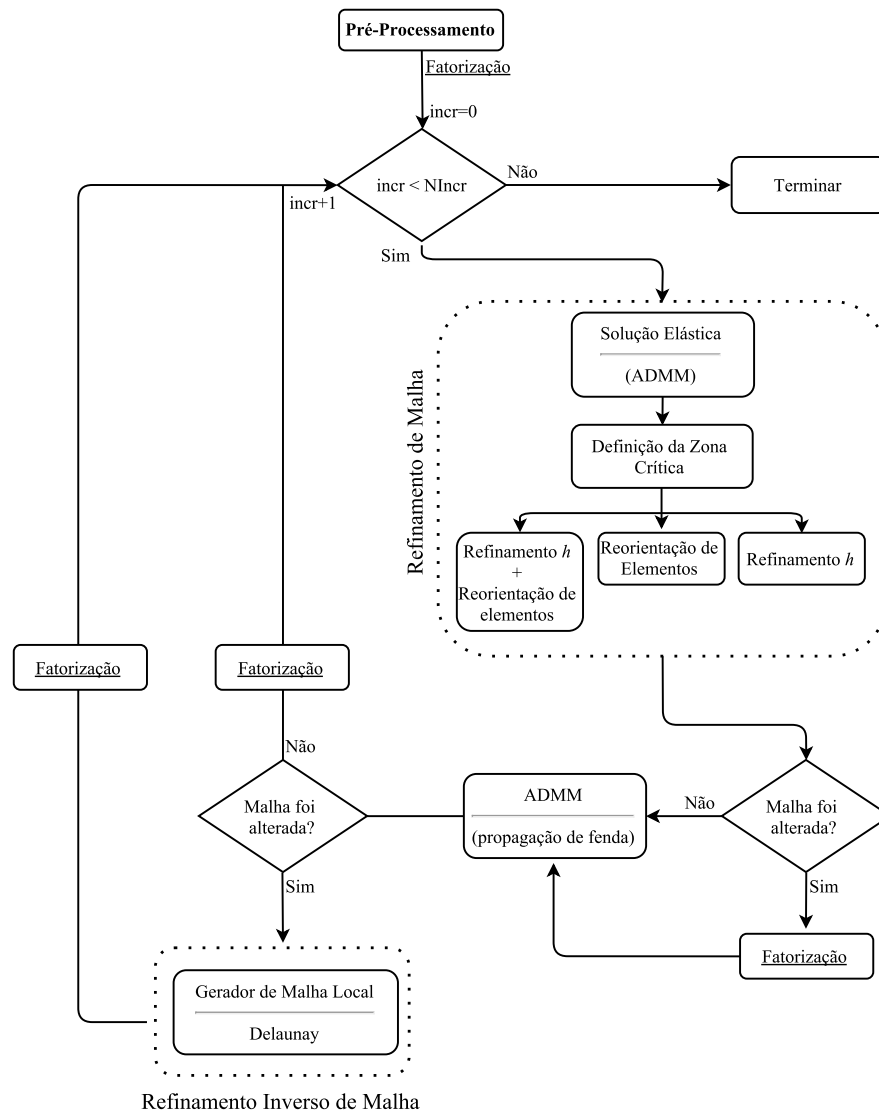 Pré-Processamento
Fatorização
incr=0
incr < NIncr
Não
Terminar
incr+1
Sim
Refinamento de Malha
Solução Elástica
(ADMM)
Definição da Zona
Crítica
Refinamento h
+
Reorientação de
elementos
Reorientação de
Elementos
Refinamento h
Fatorização
Fatorização
Não
Malha foi
alterada?
Sim
ADMM
(propagação de fenda)
Não
Malha foi
alterada?
Sim
Fatorização
Gerador de Malha Local
Delaunay
Refinamento Inverso de Malha